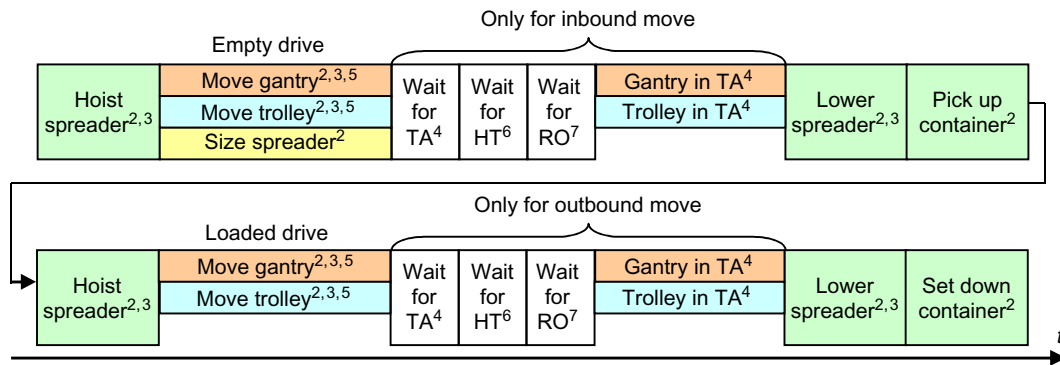 Only for inbound move
Empty drive
Hoist
spreader2,3
Move gantry2,3,5
Move trolley2,3,5
Size spreader2
Wait
for
TA4
Wait
for
HT6
Wait
for
RO7
Gantry in TA4
Trolley in TA4
Lower
spreader2,3
Pick up
container2
Only for outbound move
Loaded drive
Hoist
spreader2,3
Move gantry2,3,5
Move trolley2,3,5
Wait
for
TA4
Wait
for
HT6
Wait
for
RO7
Gantry in TA4
Trolley in TA4
Lower
spreader2,3
Set down
container2
t